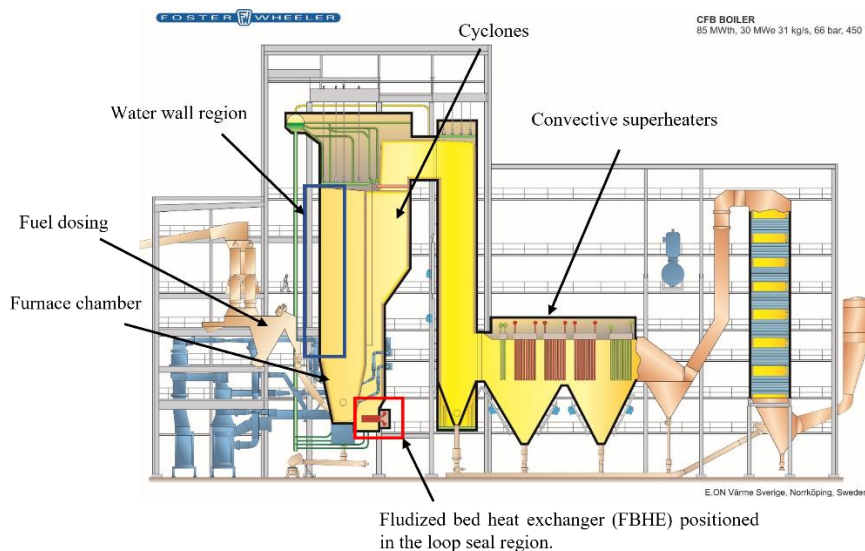 FOSTER FW WHEELER
CFB BOILER
85 MWth, 30 MWe 31 kg/s, 66 bar, 450
Cyclones
Water wall region
Convective superheaters
Fuel dosing
Furnace chamber
E.ON Värme Sverige, Norrköping, Sweden
Fludized bed heat exchanger (FBHE) positioned
in the loop seal region.